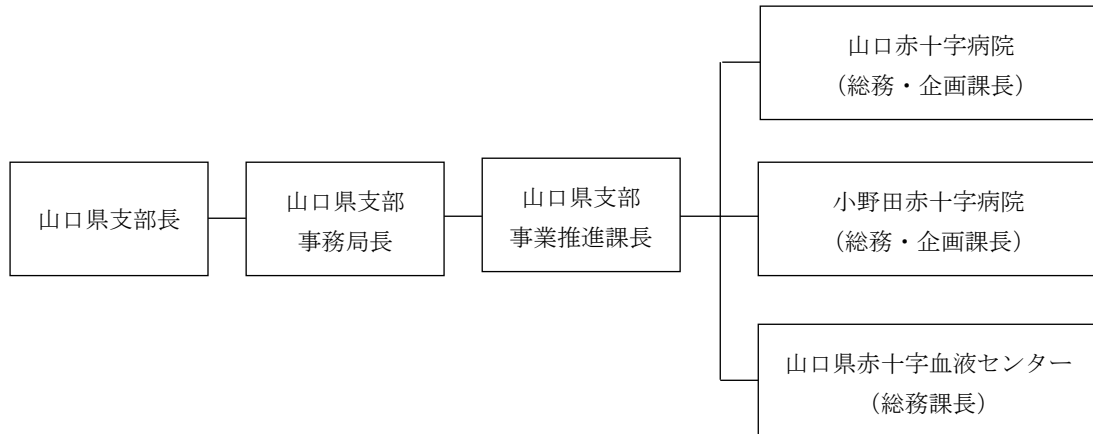 山口赤十字病院
（総務・企画課長）
山口県支部長
山口県支部
事務局長
山口県支部
事業推進課長
小野田赤十字病院
（総務・企画課長）
山口県赤十字血液センター
（総務課長）